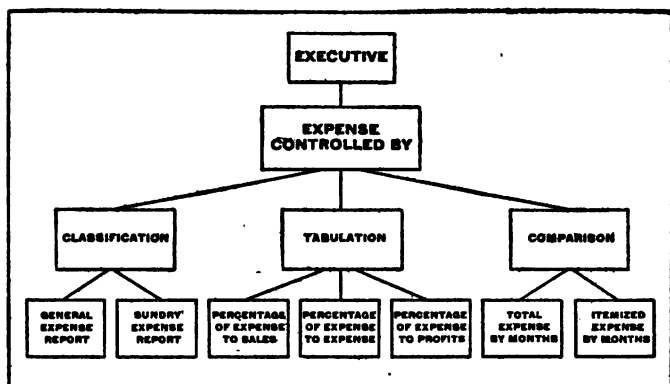 EXECUTIVE
EXPENSE
CONTROLLED BY
CLASSIFICATION
TABULATION
COMPARISON
GENERAL
EXPENSE
REPORT
SUNDRY
EXPENSE
REPORT
PERCENTAGE
OF EXPENSE
TO SALES
PERCENTAGE
OF EXPENSE
TO EXPENSE
PERCENTAGE
OF EXPENSE
TO PROFITS
TOTAL
EXPENSE
BY MONTHS
ITEMIZED
EXPENSE
BY MONTHS